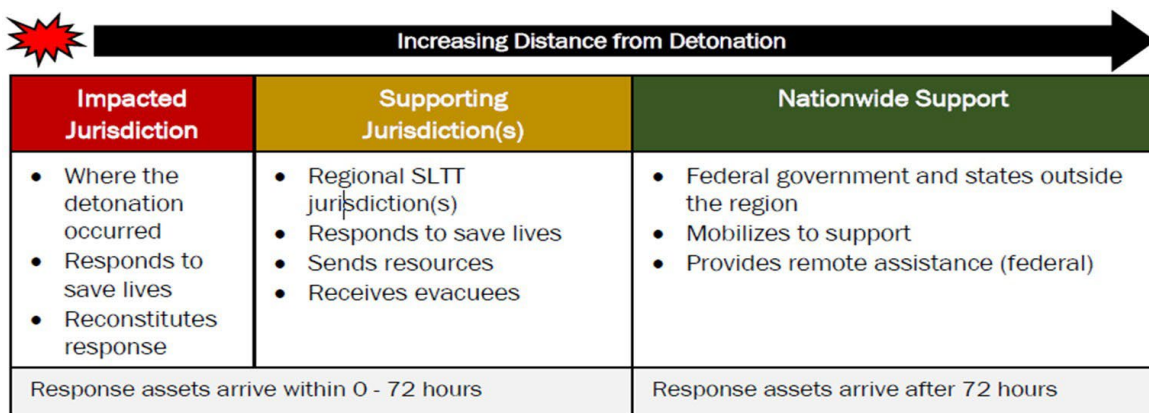 Increasing Distance from Detonation
Impacted
Jurisdiction
Supporting
Jurisdiction(s)
Nationwide Support
• Where the
detonation
occurred
• Responds to
save lives
• Reconstitutes
response
• Regional SLTT
jurisdiction(s)
• Responds to save lives
• Sends resources
• Receives evacuees
• Federal government and states outside
the region
• Mobilizes to support
• Provides remote assistance (federal)
Response assets arrive within 0 - 72 hours
Response assets arrive after 72 hours